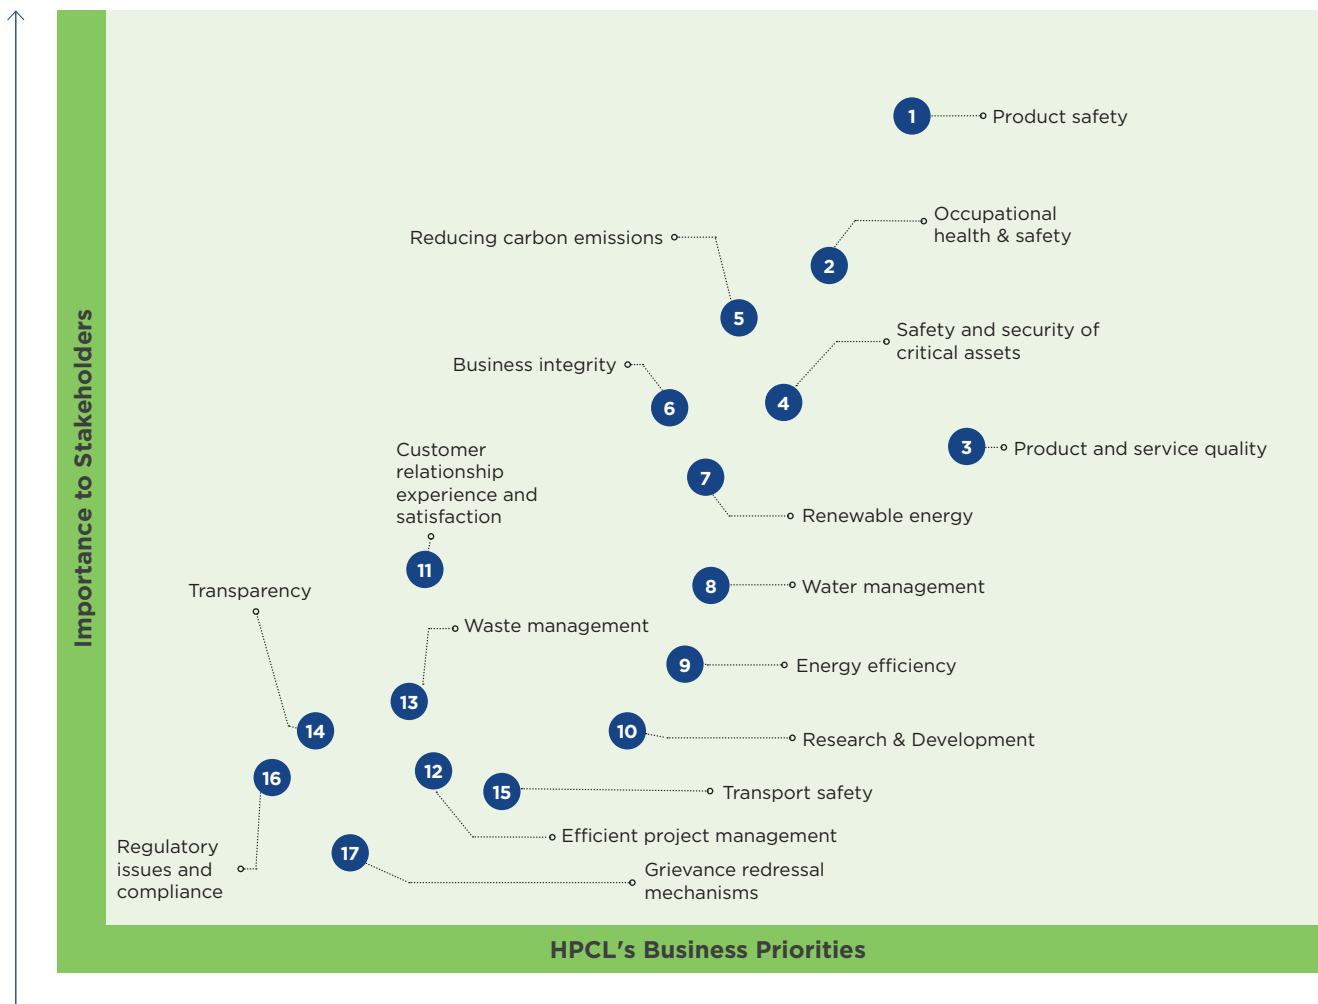 1
Product safety
Occupational
health & safety
Reducing carbon emissions
2
5
Safety and security of
critical assets
Business integrity
4
6
Customer
relationship
experience and
satisfaction
3
Product and service quality
7
Renewable energy
11
8
Water management
Transparency
Waste management
9
Energy efficiency
13
14
10
Research & Development
12
16
15
Transport safety
Efficient project management
Regulatory
issues and
compliance
17
Grievance redressal
mechanisms
Importance to Stakeholders
HPCL's Business Priorities